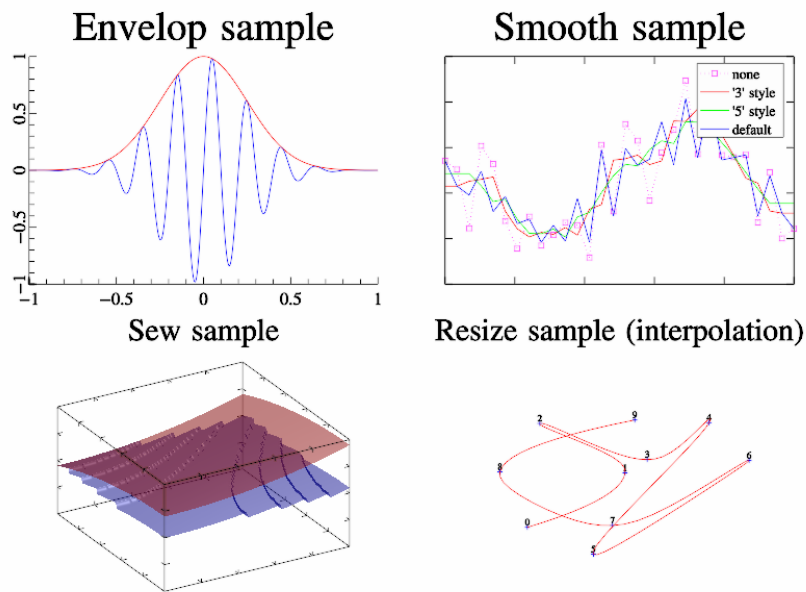 Envelop sample
Smooth sample
1
0.5
0
−0.5
−1
−1
−0.5
0
0.5
1
none
'3' style
'5' style
default
Sew sample
Resize sample (interpolation)
2
9
4
8
1
3
6
0
7
5